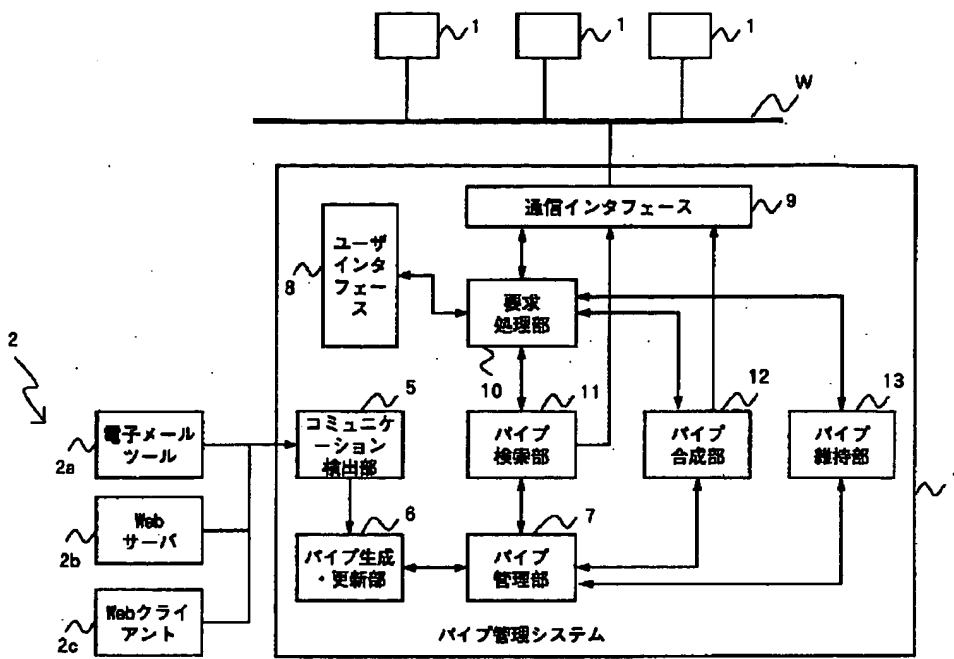 1
1
1
W
通信インタフェース
9
ユーザ
インタ
フェー
ス
8
要求
処理部
10
2
5
11
12
13
電子メール
ツール
2a
コミュニケ
ーション
検出部
パイプ
検索部
パイプ
合成部
パイプ
維持部
Web
サーバ
2b
6
7
パイプ生成
・更新部
パイプ
管理部
Webクライ
アント
2c
パイプ管理システム